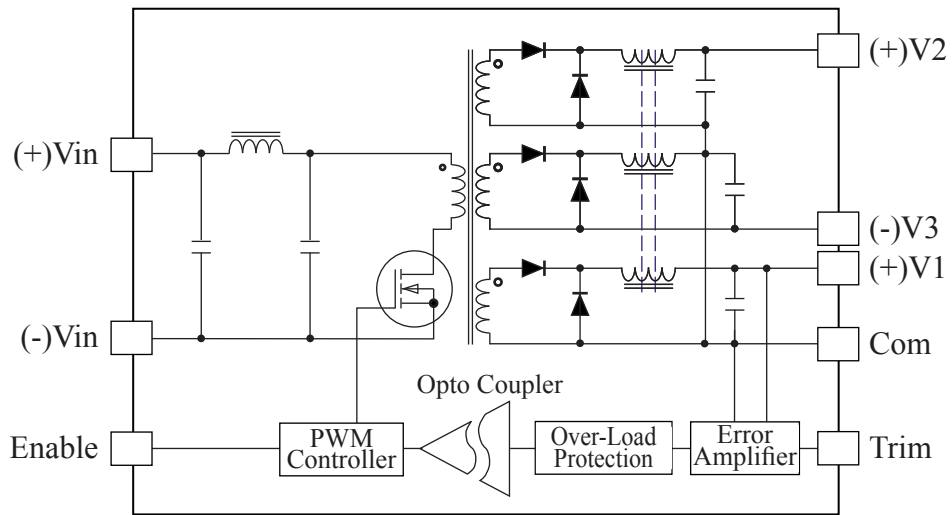 (+)V2
(+)Vin
(-)V3
(+)V1
(-)Vin
Com
Opto Coupler
Enable
PWM
Controller
Over-Load
Protection
Error
Amplifier
Trim